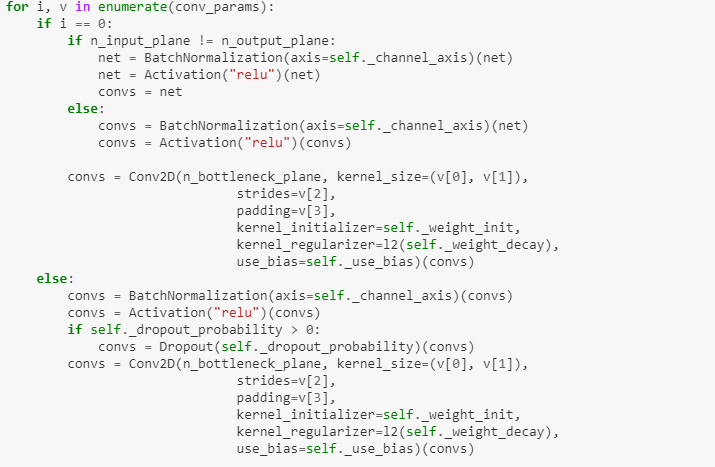 for i, v in enumerate(conv_params):
    if i == 0:
        if n_input_plane != n_output_plane:
            net = BatchNormalization(axis=self._channel_axis)(net)
            net = Activation("relu")(net)
            convs = net
        else:
            convs = BatchNormalization(axis=self._channel_axis)(net)
            convs = Activation("relu")(convs)

        convs = Conv2D(n_bottleneck_plane, kernel_size=(v[0], v[1]),
                              strides=v[2],
                              padding=v[3],
                              kernel_initializer=self._weight_init,
                              kernel_regularizer=l2(self._weight_decay),
                              use_bias=self._use_bias)(convs)
    else:
        convs = BatchNormalization(axis=self._channel_axis)(convs)
        convs = Activation("relu")(convs)
        if self._dropout_probability > 0:
            convs = Dropout(self._dropout_probability)(convs)
        convs = Conv2D(n_bottleneck_plane, kernel_size=(v[0], v[1]),
                              strides=v[2],
                              padding=v[3],
                              kernel_initializer=self._weight_init,
                              kernel_regularizer=l2(self._weight_decay),
                              use_bias=self._use_bias)(convs)